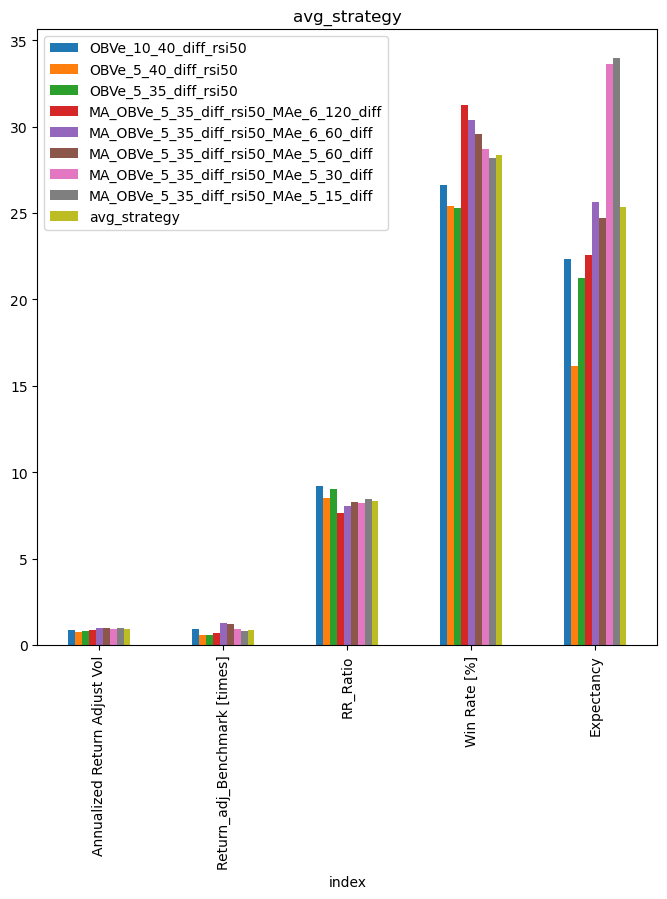 avg_strategy
OBVe_10_40_diff_rsi50
OBVe_5_40_diff_rsi50
OBVe_5_35_diff_rsi50
MA_OBVe_5_35_diff_rsi50_MAe_6_120_diff
MA_OBVe_5_35_diff_rsi50_MAe_6_60_diff
MA_OBVe_5_35_diff_rsi50_MAe_5_60_diff
MA_OBVe_5_35_diff_rsi50_MAe_5_30_diff
MA_OBVe_5_35_diff_rsi50_MAe_5_15_diff
avg_strategy
35
30
25
20
15
10
5
0
Annualized Return Adjust Vol
Return_adj_Benchmark [times]
RR_Ratio
Win Rate [%]
Expectancy
index